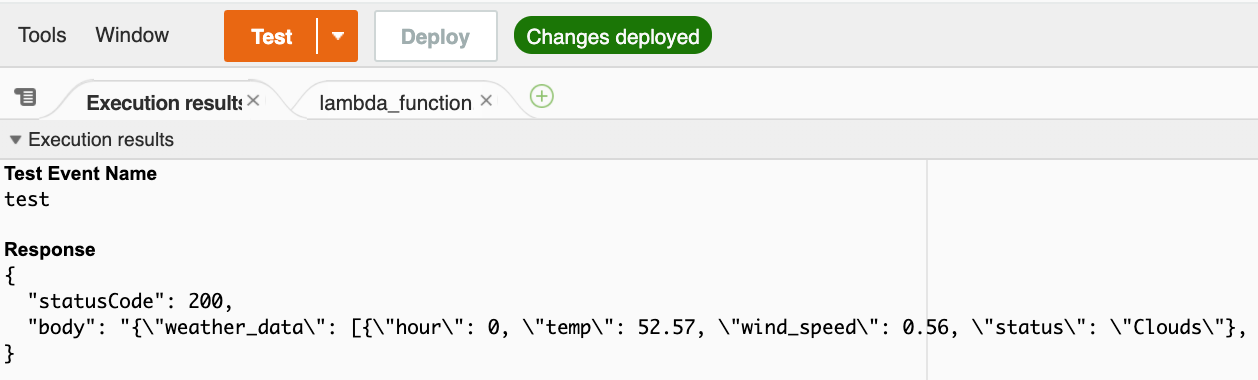 Tools Window Test Deploy Changes deployed
Execution results lambda_function
Execution results
Test Event Name
test
Response
{
"statusCode": 200,
"body": "{\"weather_data\": [{\"hour\": 0, \"temp\": 52.57, \"wind_speed\": 0.56, \"status\": \"Clouds\"},
}